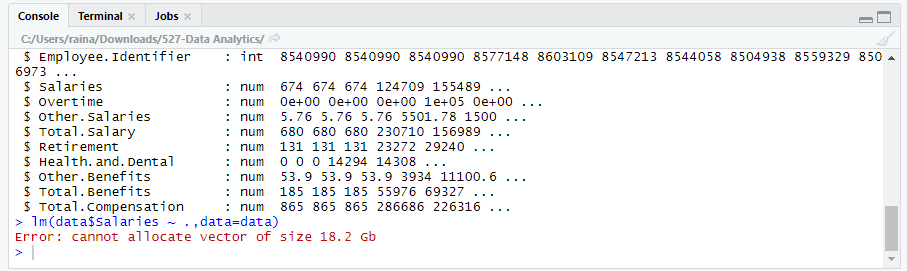 Console Terminal × Jobs ×
C:/Users/raina/Downloads/527-Data Analytics/
$ Employee.Identifier : int 8540990 8540990 8540990 8577148 8603109 8547213 8544058 8504938 8559329 850
6973 ...
$ Salaries : num 674 674 674 124709 155489 ...
$ Overtime : num 0e+00 0e+00 0e+00 1e+05 0e+00 ...
$ Other.Salaries : num 5.76 5.76 5.76 5501.78 1500 ...
$ Total.Salary : num 680 680 680 230710 156989 ...
$ Retirement : num 131 131 131 23272 29240 ...
$ Health.and.Dental : num 0 0 0 14294 14308 ...
$ Other.Benefits : num 53.9 53.9 53.9 3934 11100.6 ...
$ Total.Benefits : num 185 185 185 55976 69327 ...
$ Total.Compensation : num 865 865 865 286686 226316 ...
> lm(data$Salaries ~ .,data=data)
Error: cannot allocate vector of size 18.2 Gb
>